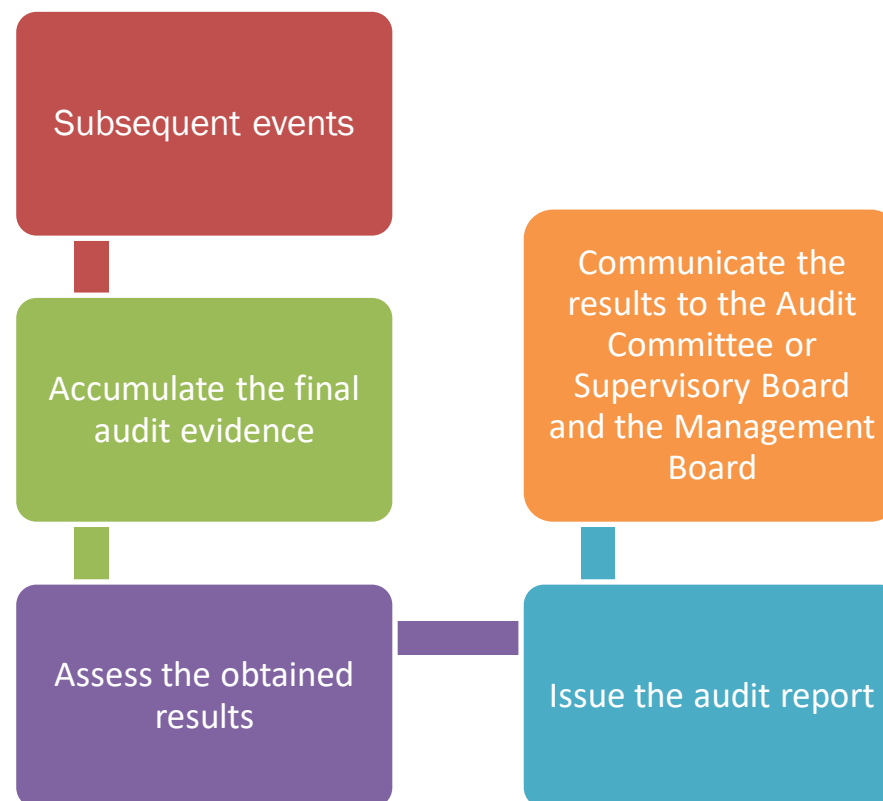 Subsequent events
Accumulate the final
audit evidence
Assess the obtained
results
Issue the audit report
Communicate the
results to the Audit
Committee or
Supervisory Board
and the Management
Board